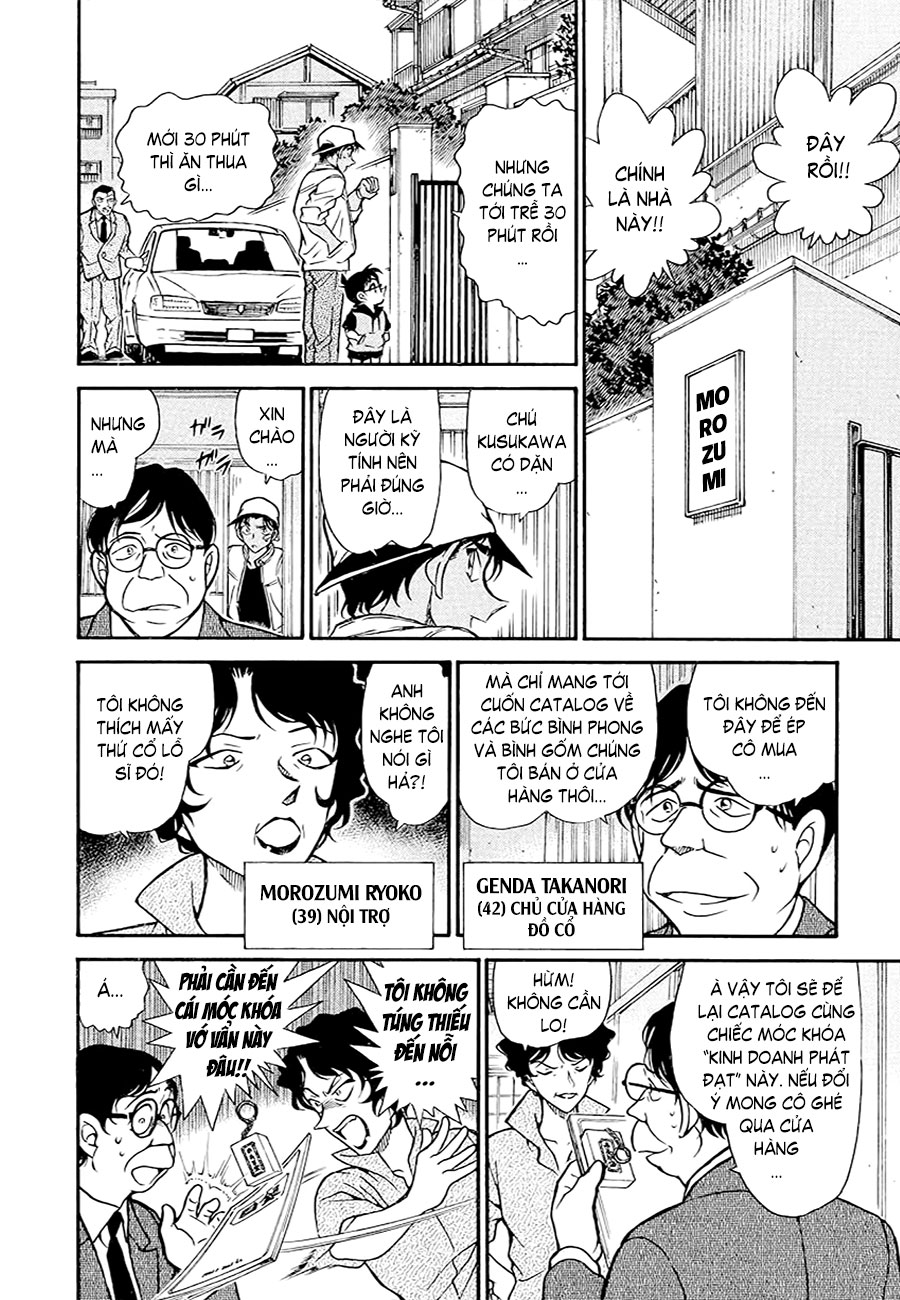 ĐÂY
RỒI!!
CHÍNH
LÀ NHÀ
NÀY!!
MO
RO
ZU
MI
NHƯNG
CHÚNG TA
TỚI TRỄ 30
PHÚT RỒI
...
MỚI 30 PHÚT
THÌ ĂN THUA
GÌ...
CHÚ
KUSUKAWA
CÓ DẶN
...
ĐÂY LÀ
NGƯỜI KỸ
TÍNH NÊN
PHẢI ĐÚNG
GIỜ...
XIN
CHÀO
...
ガラ
ガラ
NHƯNG
MÀ
...
TÔI KHÔNG ĐẾN
ĐÂY ĐỂ ÉP
CÔ MUA
...
MÀ CHỈ MANG TỚI
CUỐN CATALOG VỀ
CÁC BỨC BÌNH PHONG
VÀ BÌNH GỐM CHÚNG
TÔI BÁN Ở CỬA
HÀNG THÔI...
GENDA TAKANORI
(42) CHỦ CỬA HÀNG
ĐỒ CỔ
ANH
KHÔNG
NGHE TÔI
NÓI GÌ
HẢ?!
TÔI KHÔNG
THÍCH MẤY
THỨ CỔ LỖ
SĨ ĐÓ!
MOROZUMI RYOKO
(39) NỘI TRỢ
À VẬY TÔI SẼ ĐỂ
LẠI CATALOG CÙNG
CHIẾC MÓC KHÓA
“KINH DOANH PHÁT
ĐẠT” NÀY. NẾU ĐỔI
Ý MONG CÔ GHÉ
QUA CỬA
HÀNG
...
HỪM!
KHÔNG CẦN
LO!
TÔI KHÔNG
TÚNG THIẾU
ĐẾN NỖI
...
PHẢI CẦN ĐẾN
CÁI MÓC KHÓA
VỚ VẨN NÀY
ĐÂU!!
Á...